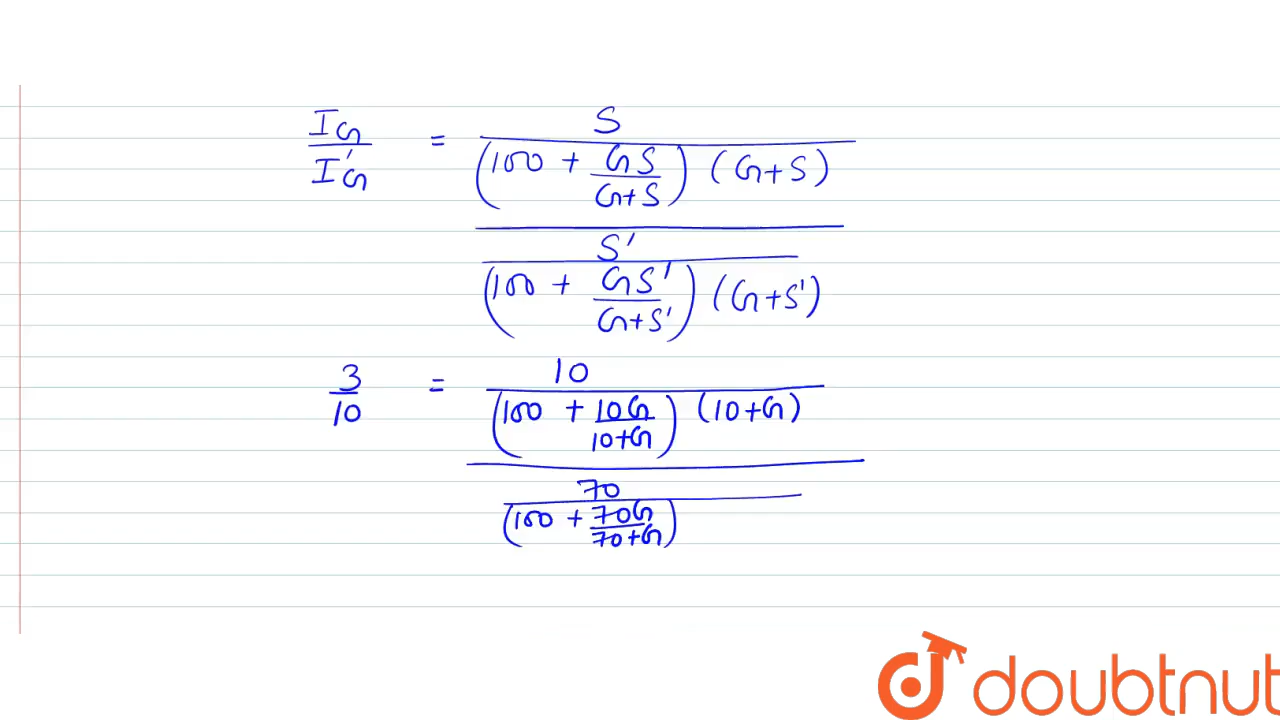 I_G / I'_G = S / (100 + GS/(G+S)) (G+S)
S' / (100 + GS'/(G+S')) (G+S')
3/10 = 10 / (100 + 10G/(10+G)) (10+G)
70 / (100 + 70G/(70+G))
doubtnut